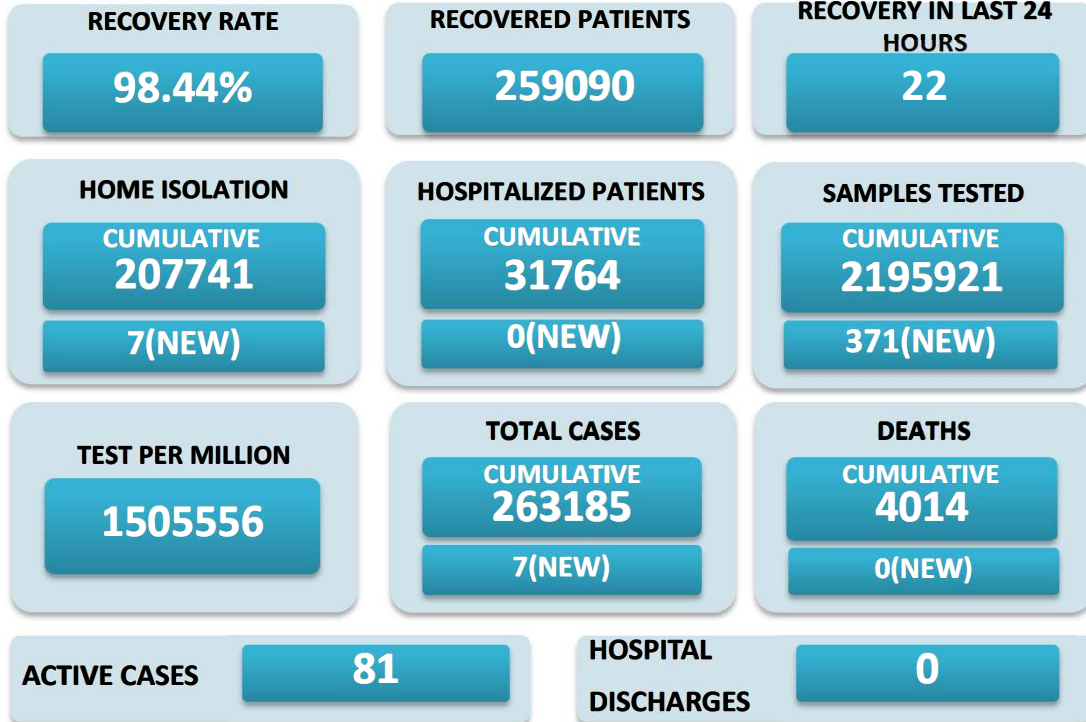 RECOVERY RATE
98.44%
RECOVERED PATIENTS
259090
RECOVERY IN LAST 24
HOURS
22
HOME ISOLATION
CUMULATIVE
207741
7(NEW)
HOSPITALIZED PATIENTS
CUMULATIVE
31764
0(NEW)
SAMPLES TESTED
CUMULATIVE
2195921
371(NEW)
TEST PER MILLION
1505556
TOTAL CASES
CUMULATIVE
263185
7(NEW)
DEATHS
CUMULATIVE
4014
0(NEW)
ACTIVE CASES
81
HOSPITAL
DISCHARGES
0